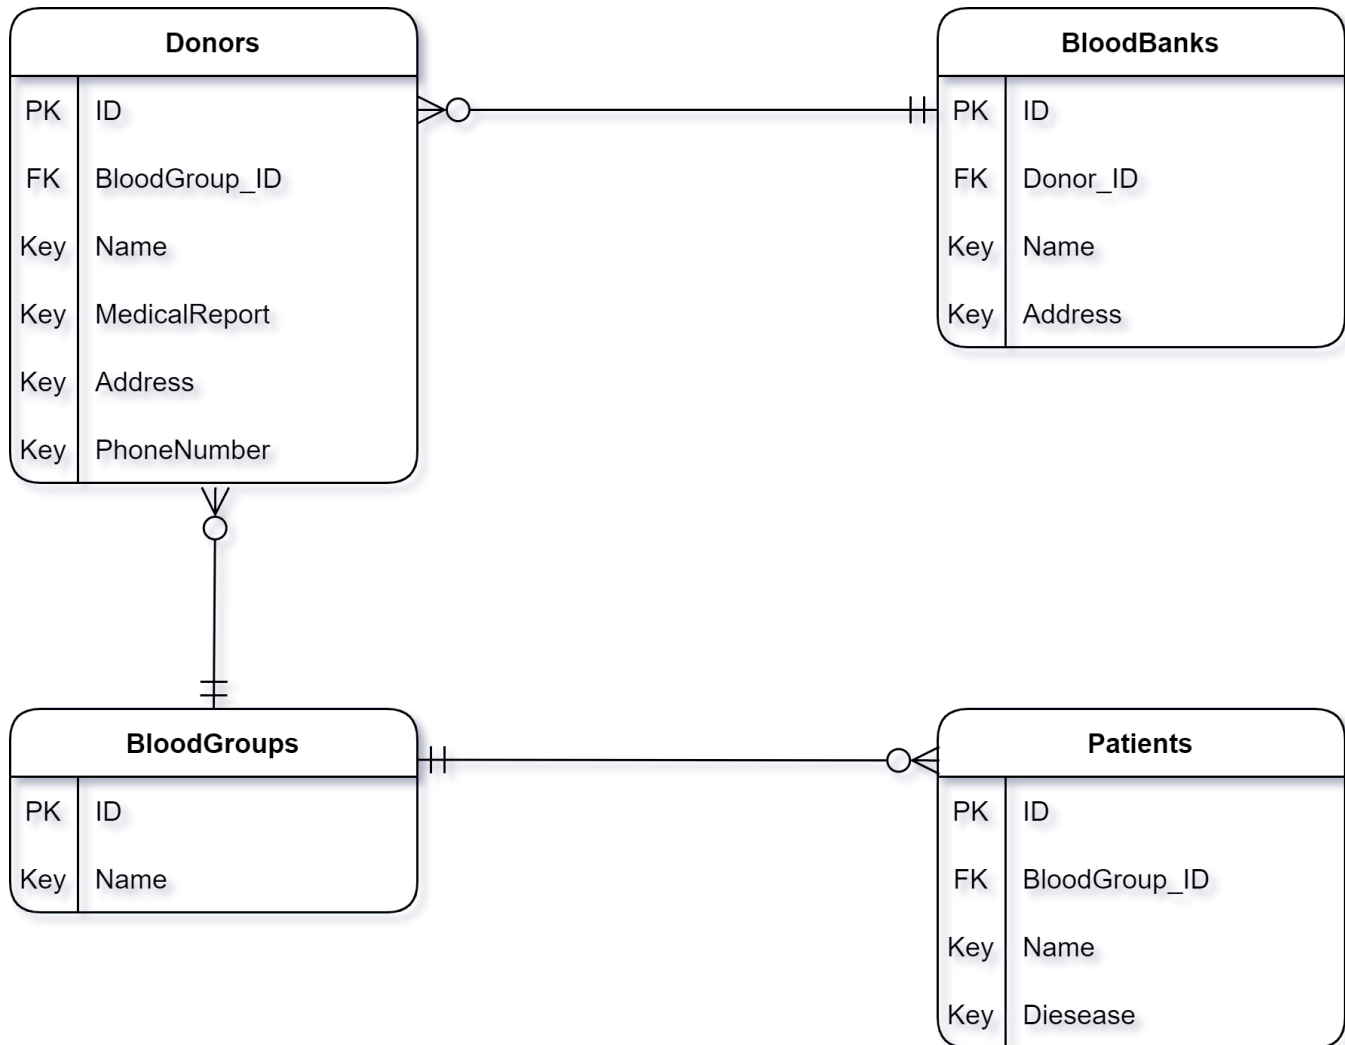 Donors
PK ID
FK BloodGroup_ID
Key Name
Key MedicalReport
Key Address
Key PhoneNumber
BloodBanks
PK ID
FK Donor_ID
Key Name
Key Address
BloodGroups
PK ID
Key Name
Patients
PK ID
FK BloodGroup_ID
Key Name
Key Diesease